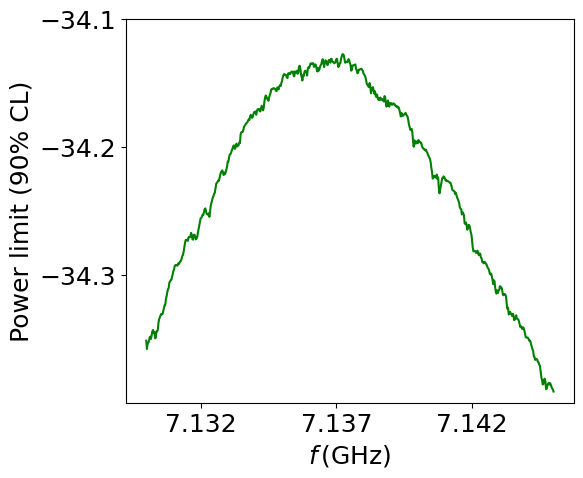 Power limit (90% CL)
−34.1
−34.2
−34.3
7.132 7.137 7.142
f (GHz)